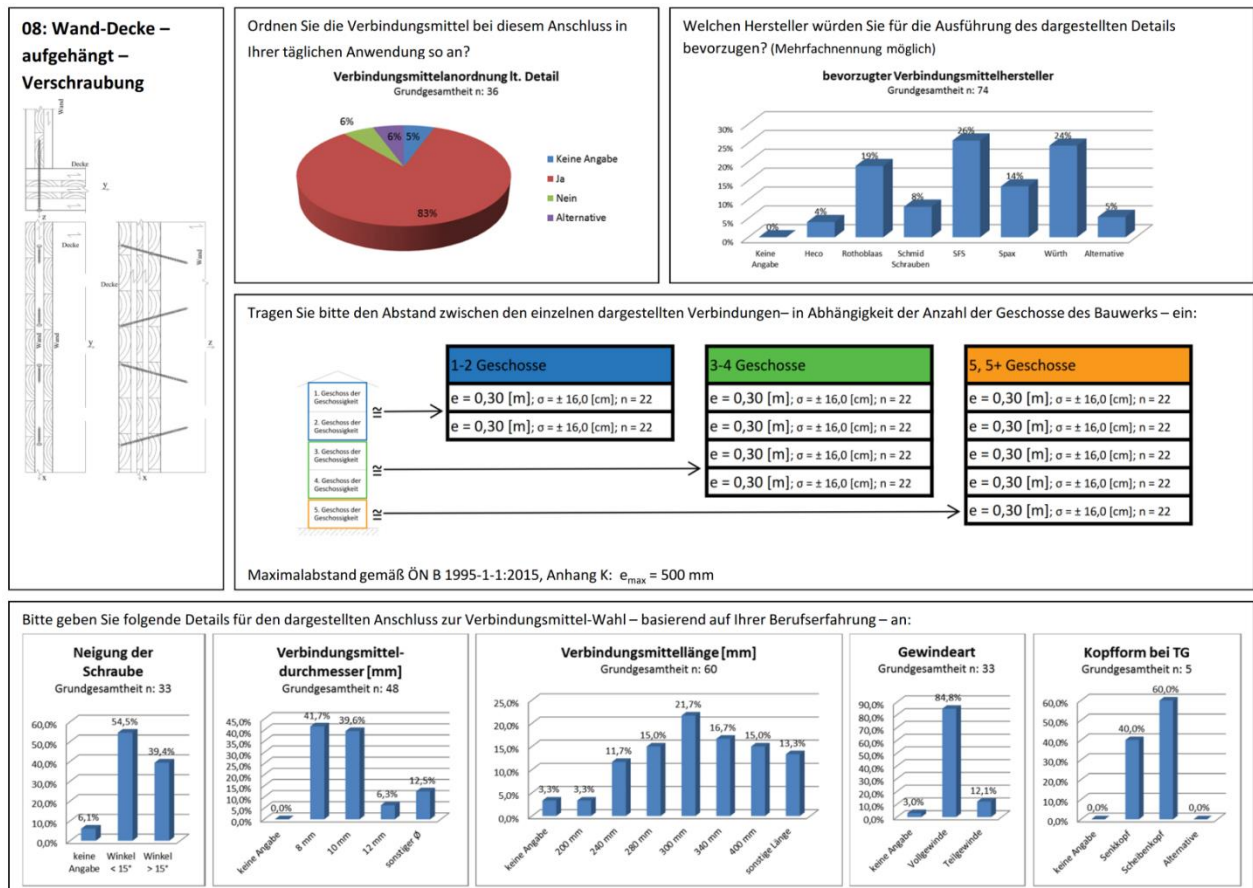 08: Wand-Decke –
aufgehängt –
Verschraubung
Wand
Decke
y
z
Decke
Wand
Decke
Wand
Wand
y
z
x
x
Ordnen Sie die Verbindungsmittel bei diesem Anschluss in
Ihrer täglichen Anwendung so an?
Verbindungsmittelanordnung lt. Detail
Grundgesamtheit n: 36
6%
6%
5%
83%
Keine Angabe
Ja
Nein
Alternative
Welchen Hersteller würden Sie für die Ausführung des dargestellten Details
bevorzugen? (Mehrfachnennung möglich)
bevorzugter Verbindungsmittelhersteller
Grundgesamtheit n: 74
30%
25%
20%
15%
10%
5%
0%
0%
4%
19%
8%
26%
14%
24%
5%
Keine
Angabe
Heco
Rothoblaas
Schmid
Schrauben
SFS
Spax
Würth
Alternative
Tragen Sie bitte den Abstand zwischen den einzelnen dargestellten Verbindungen– in Abhängigkeit der Anzahl der Geschosse des Bauwerks – ein:
1. Geschoss der
Geschossigkeit
2. Geschoss der
Geschossigkeit
3. Geschoss der
Geschossigkeit
4. Geschoss der
Geschossigkeit
5. Geschoss der
Geschossigkeit
1-2 Geschosse
e = 0,30 [m]; σ = ± 16,0 [cm]; n = 22
e = 0,30 [m]; σ = ± 16,0 [cm]; n = 22
3-4 Geschosse
e = 0,30 [m]; σ = ± 16,0 [cm]; n = 22
e = 0,30 [m]; σ = ± 16,0 [cm]; n = 22
e = 0,30 [m]; σ = ± 16,0 [cm]; n = 22
e = 0,30 [m]; σ = ± 16,0 [cm]; n = 22
5, 5+ Geschosse
e = 0,30 [m]; σ = ± 16,0 [cm]; n = 22
e = 0,30 [m]; σ = ± 16,0 [cm]; n = 22
e = 0,30 [m]; σ = ± 16,0 [cm]; n = 22
e = 0,30 [m]; σ = ± 16,0 [cm]; n = 22
e = 0,30 [m]; σ = ± 16,0 [cm]; n = 22
Maximalabstand gemäß ÖN B 1995-1-1:2015, Anhang K: emax = 500 mm
Bitte geben Sie folgende Details für den dargestellten Anschluss zur Verbindungsmittel-Wahl – basierend auf Ihrer Berufserfahrung – an:
Neigung der
Schraube
Grundgesamtheit n: 33
60,0%
50,0%
40,0%
30,0%
20,0%
10,0%
0,0%
6,1%
54,5%
39,4%
keine
Angabe
Winkel
< 15°
Winkel
> 15°
Verbindungsmittel-
durchmesser [mm]
Grundgesamtheit n: 48
45,0%
40,0%
35,0%
30,0%
25,0%
20,0%
15,0%
10,0%
5,0%
0,0%
0,0%
41,7%
39,6%
6,3%
12,5%
keine Angabe
8 mm
10 mm
12 mm
sonstiger Ø
Verbindungsmittellänge [mm]
Grundgesamtheit n: 60
25,0%
20,0%
15,0%
10,0%
5,0%
0,0%
3,3%
3,3%
11,7%
15,0%
21,7%
16,7%
15,0%
13,3%
keine Angabe
200 mm
240 mm
280 mm
300 mm
340 mm
400 mm
sonstige Länge
Gewindeart
Grundgesamtheit n: 33
90,0%
80,0%
70,0%
60,0%
50,0%
40,0%
30,0%
20,0%
10,0%
0,0%
3,0%
84,8%
12,1%
keine Angabe
Vollgewinde
Teilgewinde
Kopfform bei TG
Grundgesamtheit n: 5
60,0%
50,0%
40,0%
30,0%
20,0%
10,0%
0,0%
0,0%
40,0%
60,0%
0,0%
keine Angabe
Senkkopf
Scheibenkopf
Alternative